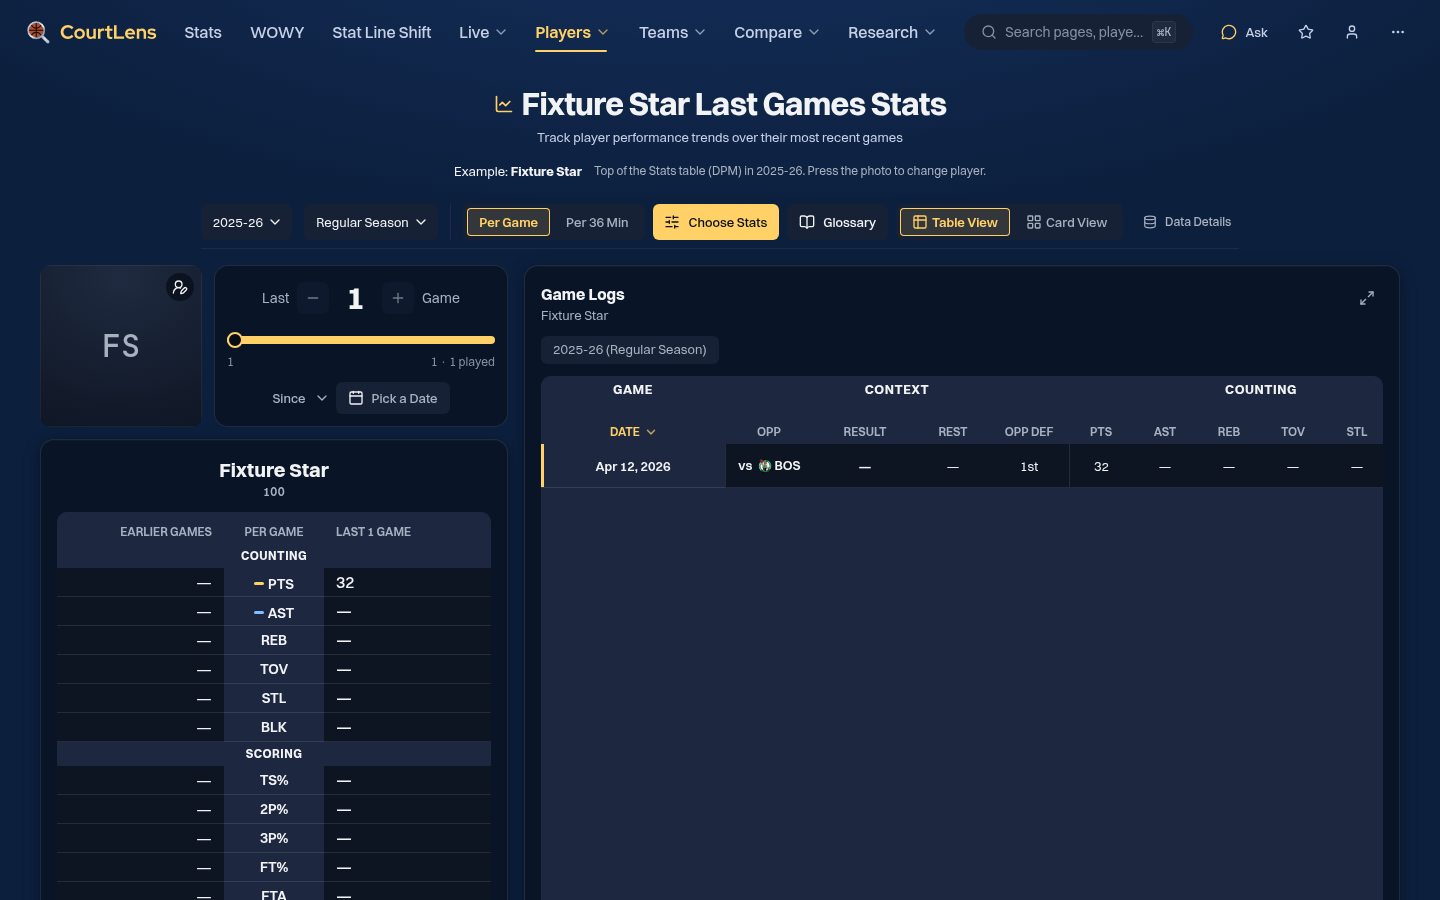 CourtLens Stats WOWY Stat Line Shift Live Players Teams Compare Research Search pages, playe... ⌘K Ask
Fixture Star Last Games Stats
Track player performance trends over their most recent games
Example: Fixture Star Top of the Stats table (DPM) in 2025-26. Press the photo to change player.
2025-26 Regular Season Per Game Per 36 Min Choose Stats Glossary Table View Card View Data Details
FS
Last − 1 + Game
1 1 · 1 played
Since Pick a Date
Fixture Star
100
EARLIER GAMES PER GAME LAST 1 GAME
COUNTING
— PTS 32
— AST —
— REB —
— TOV —
— STL —
— BLK —
SCORING
— TS% —
— 2P% —
— 3P% —
— FT% —
— FTA —
Game Logs
Fixture Star
2025-26 (Regular Season)
GAME CONTEXT COUNTING
DATE OPP RESULT REST OPP DEF PTS AST REB TOV STL
Apr 12, 2026 vs BOS — — 1st 32 — — — —